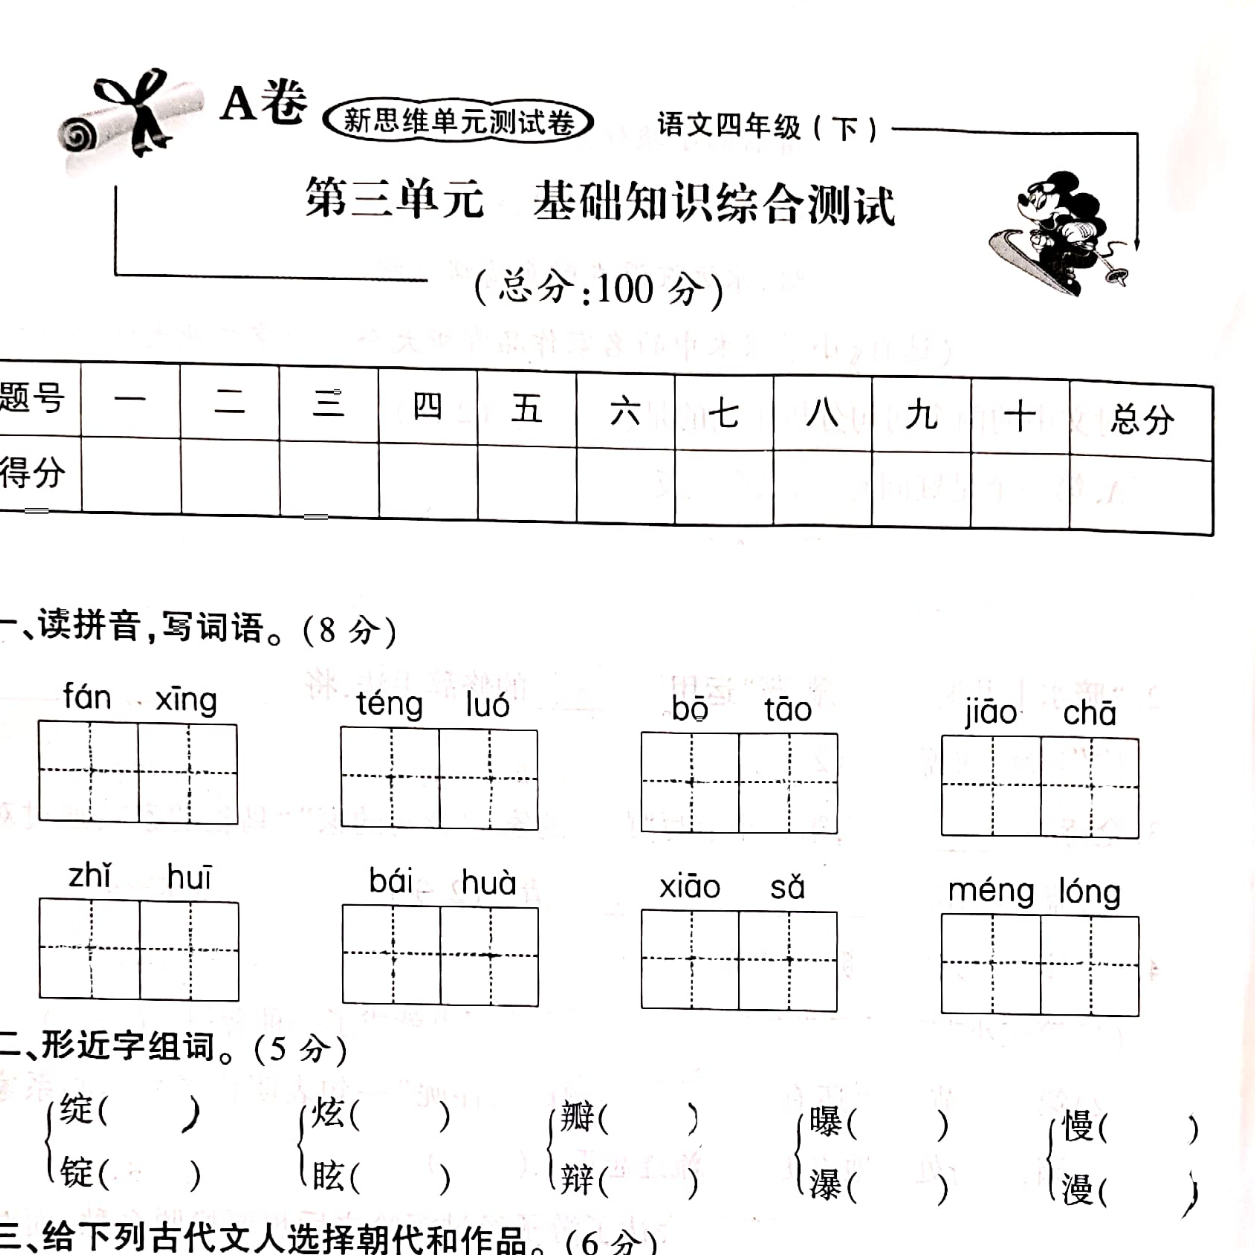 A卷 新思维单元测试卷 语文四年级(下)
第三单元 基础知识综合测试
(总分:100分)
题号 一 二 三 四 五 六 七 八 九 十 总分
得分
一、读拼音,写词语。(8分)
fán xīng téng luó bō tāo jiāo chā
zhǐ huī bái huà xiāo sǎ méng lóng
二、形近字组词。(5分)
绽( ) 炫( ) 瓣( ) 曝( ) 慢( )
锭( ) 眩( ) 辩( ) 瀑( ) 漫( )
三、给下列古代文人选择朝代和作品。(6分)